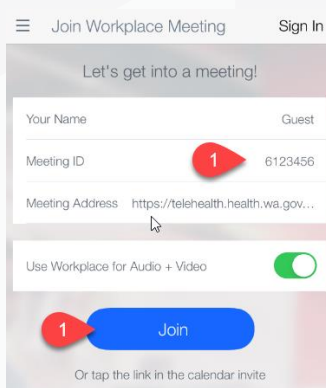 Join Workplace Meeting Sign In
Let's get into a meeting!
Your Name Guest
Meeting ID 1 6123456
Meeting Address https://telehealth.health.wa.gov...
Use Workplace for Audio + Video
1 Join
Or tap the link in the calendar invite